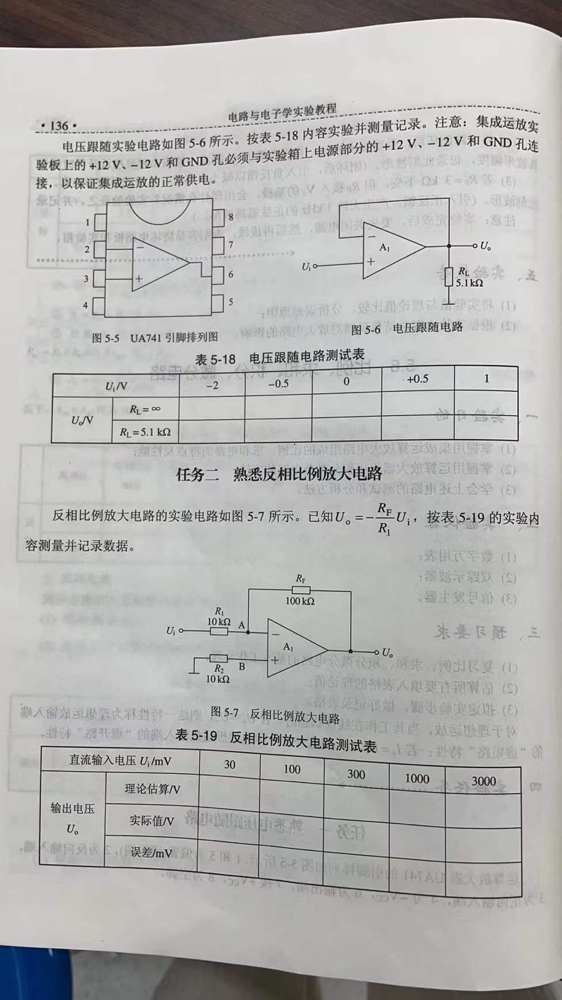 ·136·
电路与电子学实验教程
电压跟随实验电路如图 5-6 所示。按表 5-18 内容实验并测量记录。注意：集成运放实
验板上的 +12 V、-12 V 和 GND 孔必须与实验箱上电源部分的 +12 V、-12 V 和 GND 孔连
接，以保证集成运放的正常供电。
1
2
3
4
8
7
6
5
−
+
图 5-5 UA741 引脚排列图
Ui
−
+
A1
Uo
RL
5.1 kΩ
图 5-6 电压跟随电路
表 5-18 电压跟随电路测试表
Ui/V −2 −0.5 0 +0.5 1
Uo/V
RL = ∞
RL = 5.1 kΩ
任务二 熟悉反相比例放大电路
反相比例放大电路的实验电路如图 5-7 所示。已知 Uo = −RF/R1 Ui，按表 5-19 的实验内
容测量并记录数据。
RF
100 kΩ
R1
10 kΩ
A
Ui
−
A1
+
Uo
R2
B
10 kΩ
图 5-7 反相比例放大电路
表 5-19 反相比例放大电路测试表
直流输入电压 Ui/mV 30 100 300 1000 3000
输出电压
Uo
理论估算/V
实际值/V
误差/mV